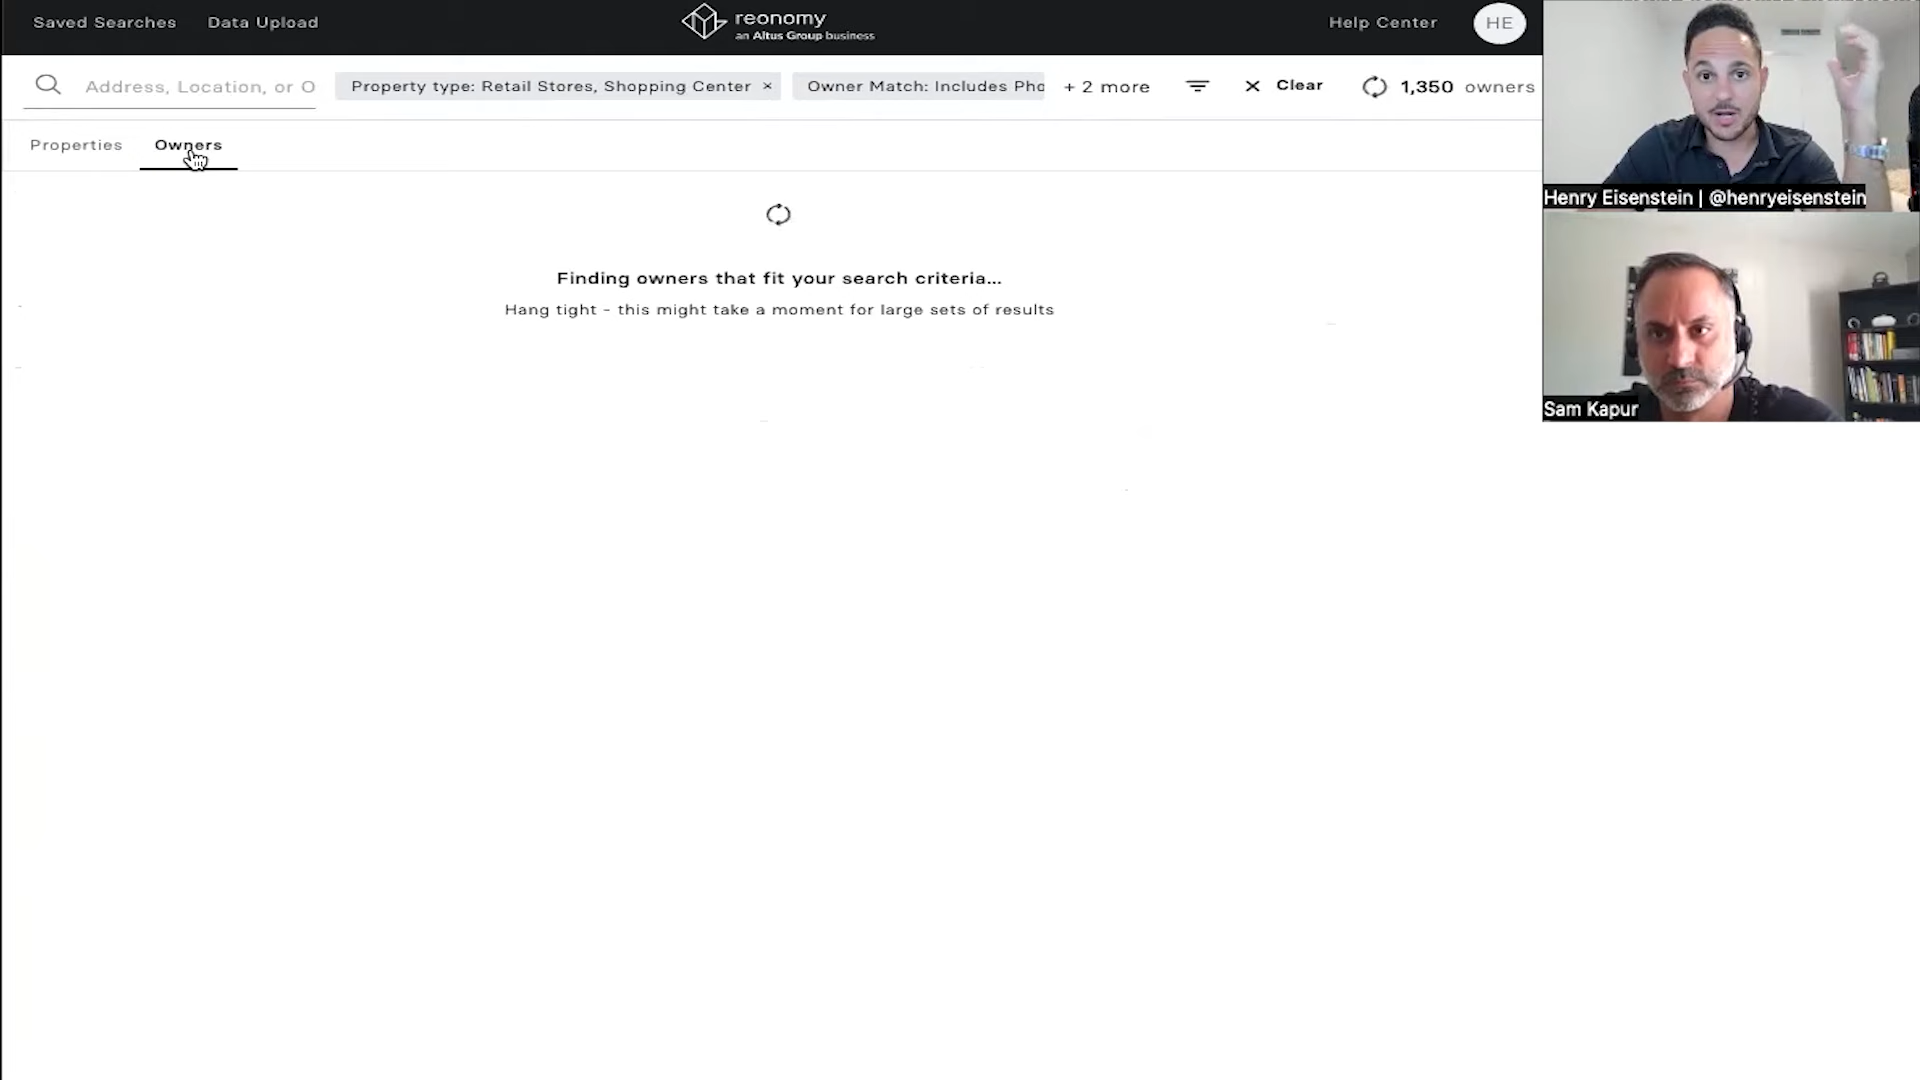 Saved Searches Data Upload
reonomy
an Altus Group business
Help Center HE
Address, Location, or O Property type: Retail Stores, Shopping Center × Owner Match: Includes Pho + 2 more × Clear 1,350 owners
Properties Owners
Finding owners that fit your search criteria...
Hang tight - this might take a moment for large sets of results
Henry Eisenstein | @henryeisenstein
Sam Kapur